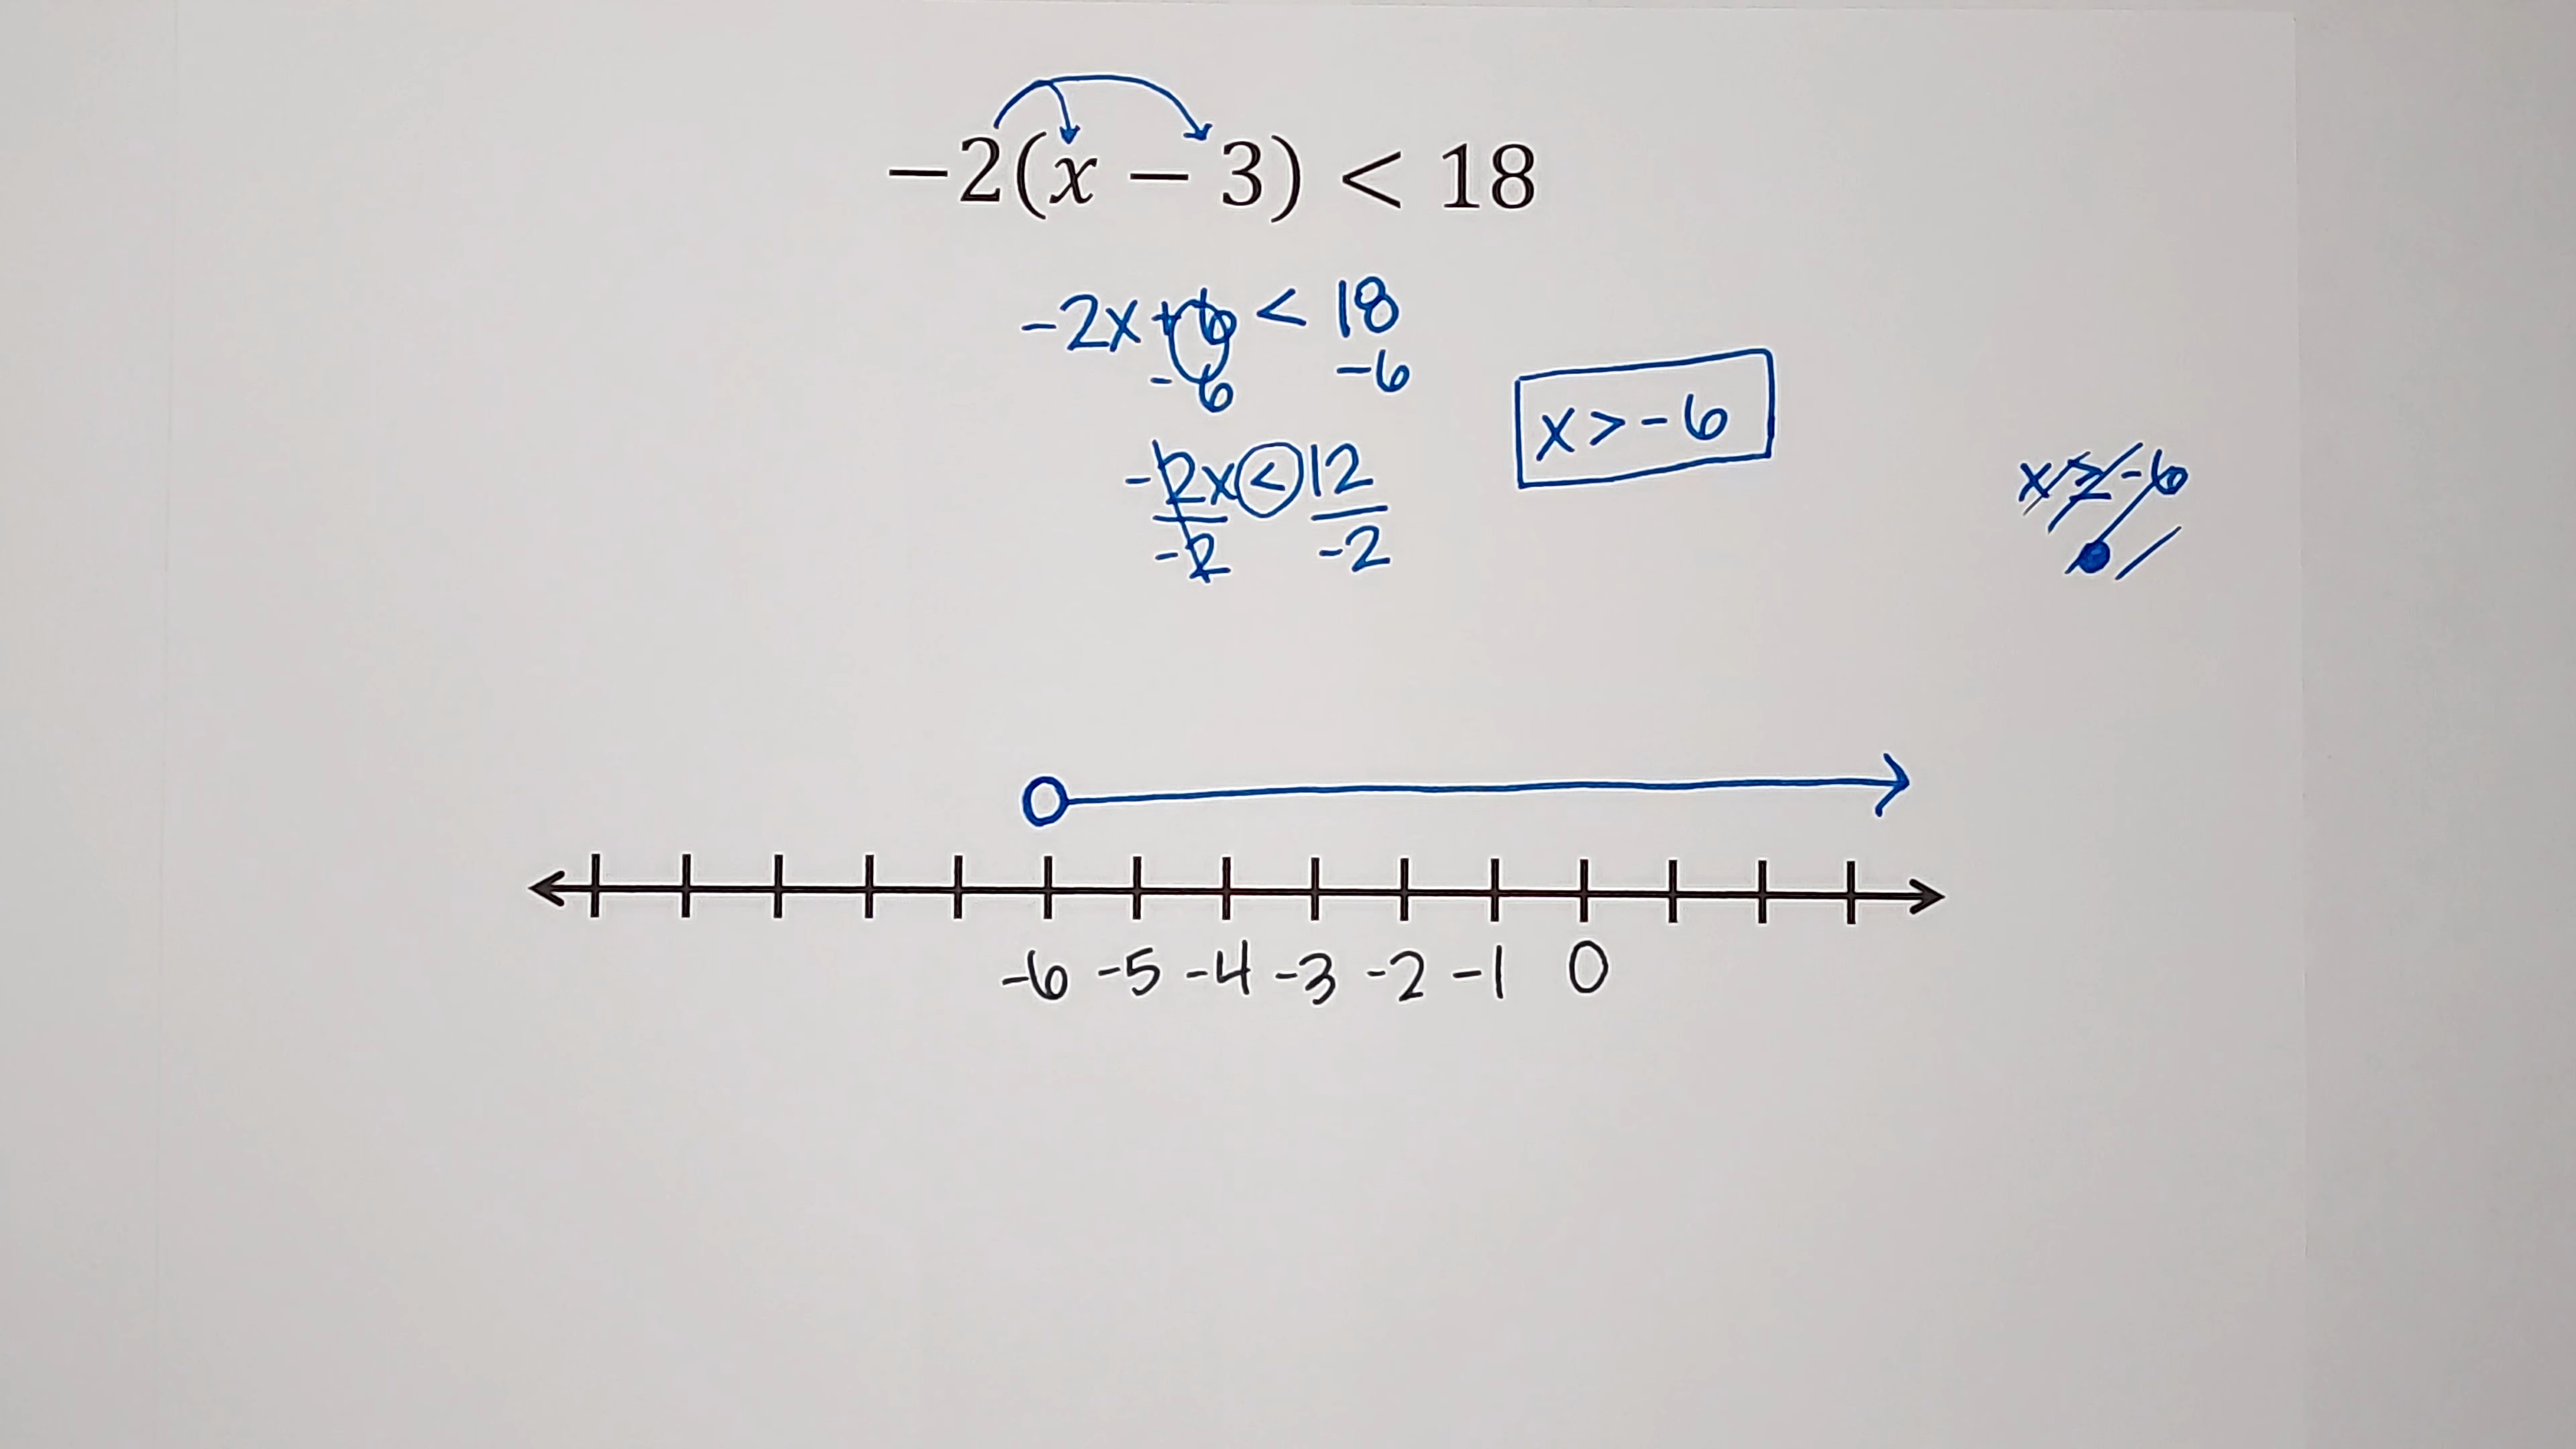 −2(x − 3) < 18
-2x+6 < 18
-6 -6
x > -6
-2x < 12
-2 -2
x ≥ -6
-6 -5 -4 -3 -2 -1 0